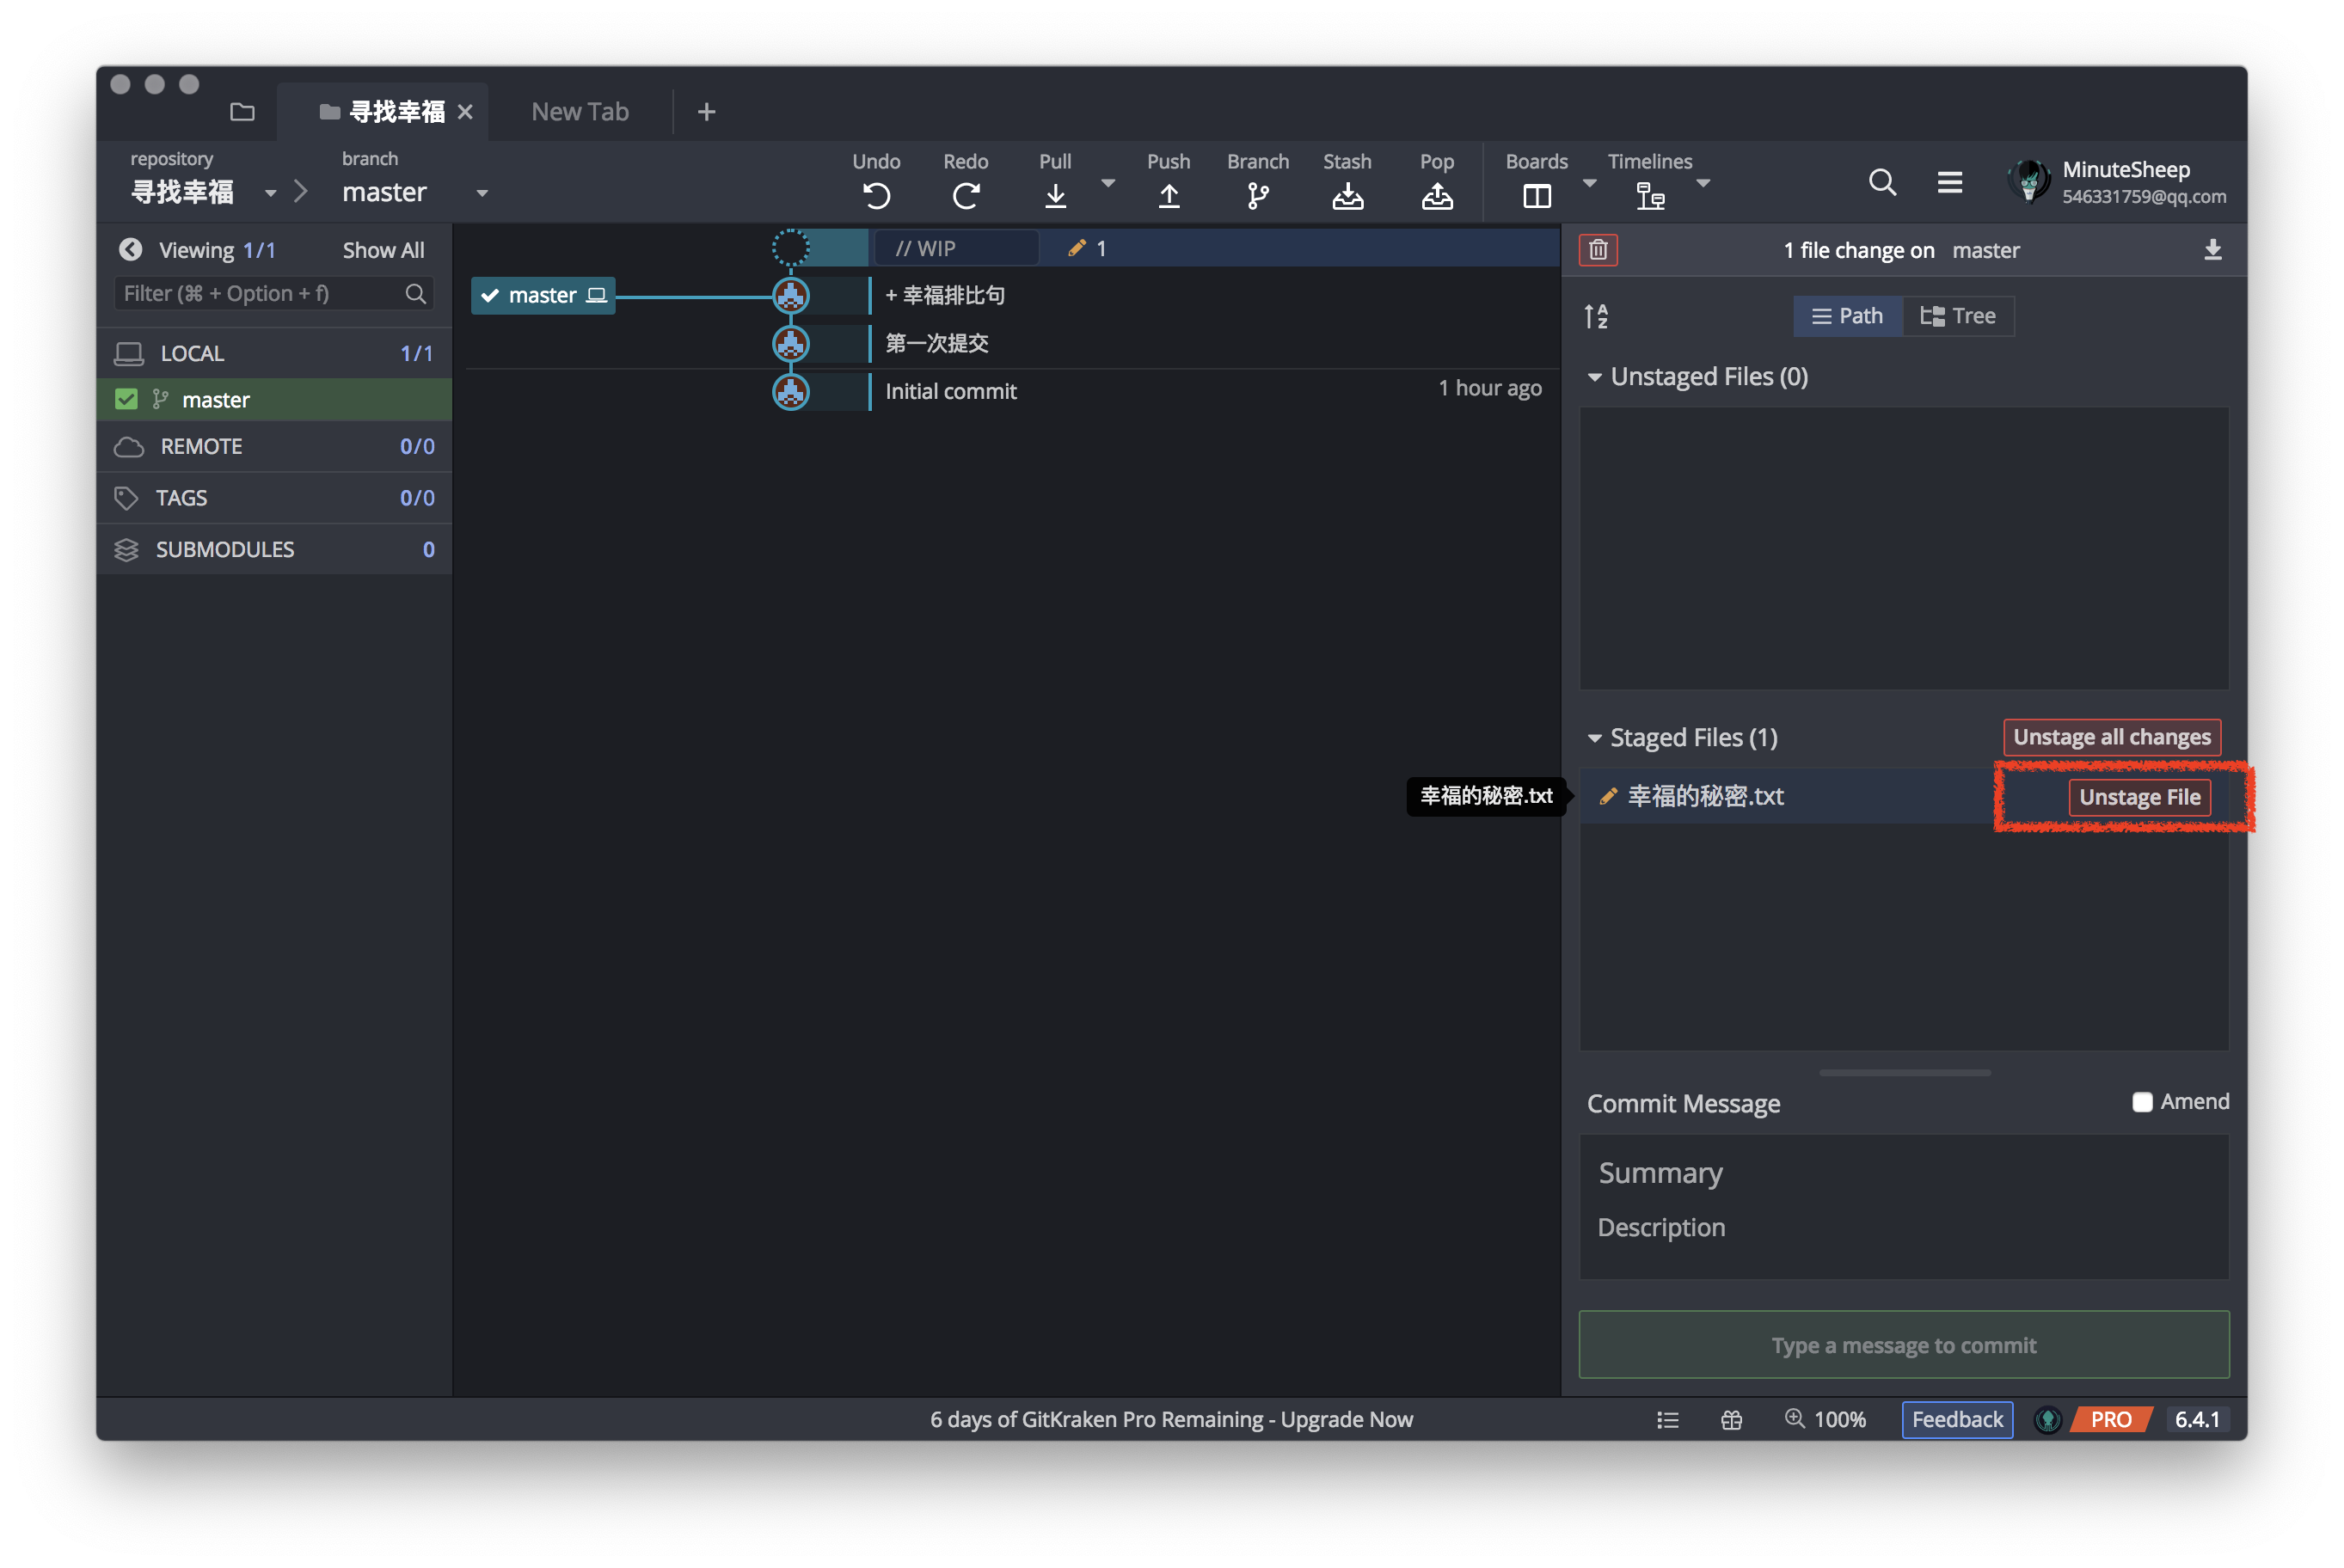 寻找幸福
New Tab
repository
寻找幸福
branch
master
Undo
Redo
Pull
Push
Branch
Stash
Pop
Boards
Timelines
MinuteSheep
546331759@qq.com
Viewing 1/1
Show All
Filter (⌘ + Option + f)
LOCAL 1/1
master
REMOTE 0/0
TAGS 0/0
SUBMODULES 0
// WIP
1
master
+ 幸福排比句
第一次提交
Initial commit
1 hour ago
1 file change on master
Path
Tree
Unstaged Files (0)
Staged Files (1)
Unstage all changes
幸福的秘密.txt
幸福的秘密.txt
Unstage File
Commit Message
Amend
Summary
Description
Type a message to commit
6 days of GitKraken Pro Remaining - Upgrade Now
100%
Feedback
PRO
6.4.1